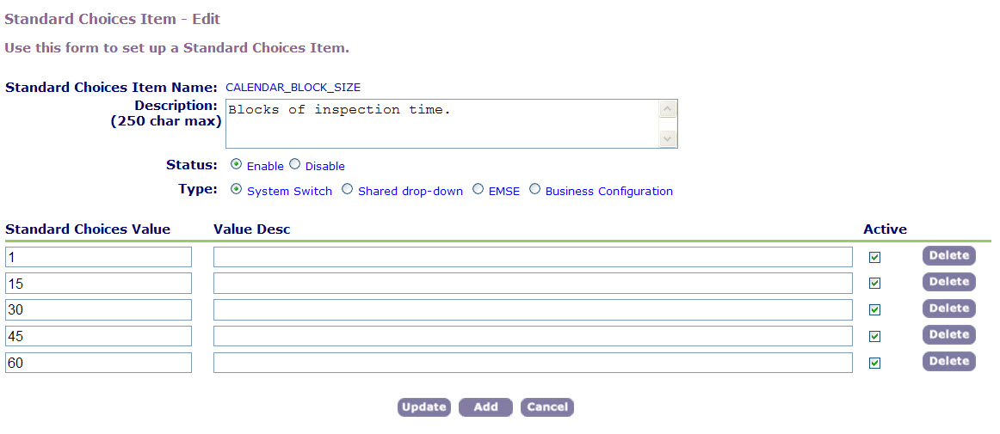 Standard Choices Item - Edit
Use this form to set up a Standard Choices Item.
Standard Choices Item Name: CALENDAR_BLOCK_SIZE
Description: Blocks of inspection time.
(250 char max)
Status: Enable Disable
Type: System Switch Shared drop-down EMSE Business Configuration
Standard Choices Value Value Desc Active
1 Delete
15 Delete
30 Delete
45 Delete
60 Delete
Update Add Cancel